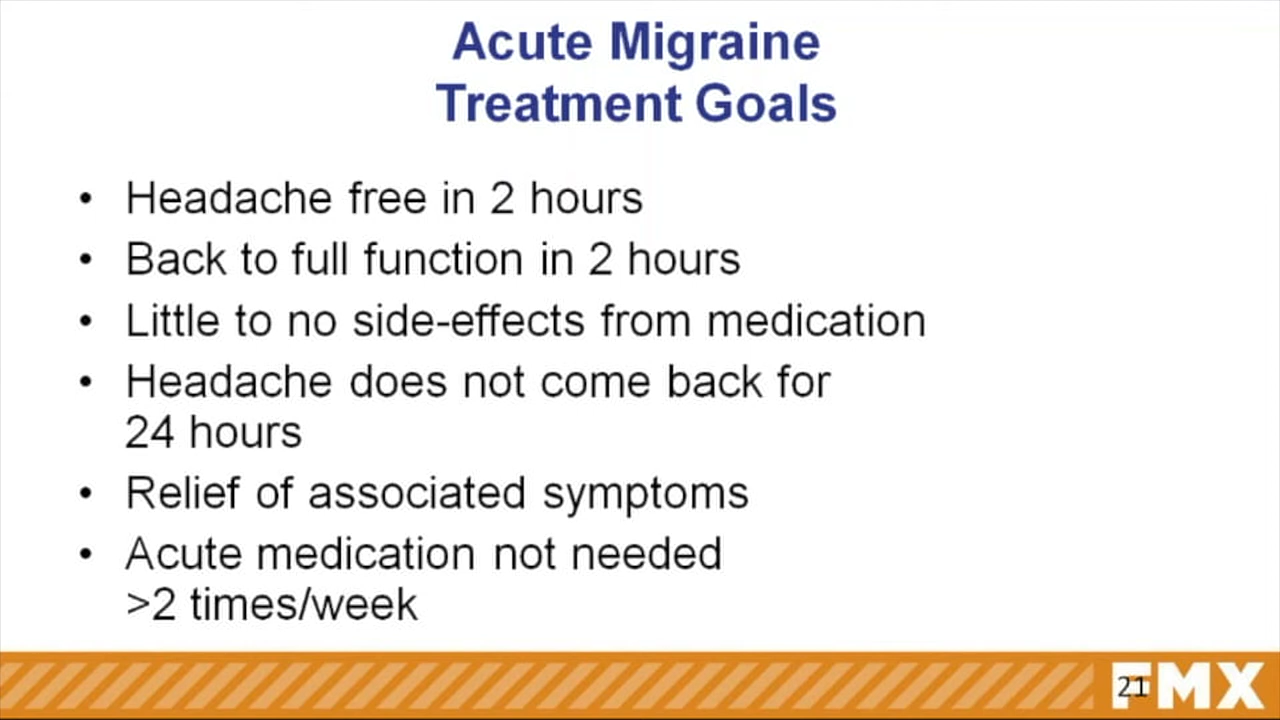 Acute Migraine
Treatment Goals
• Headache free in 2 hours
• Back to full function in 2 hours
• Little to no side-effects from medication
• Headache does not come back for
24 hours
• Relief of associated symptoms
• Acute medication not needed
>2 times/week
21
FMX